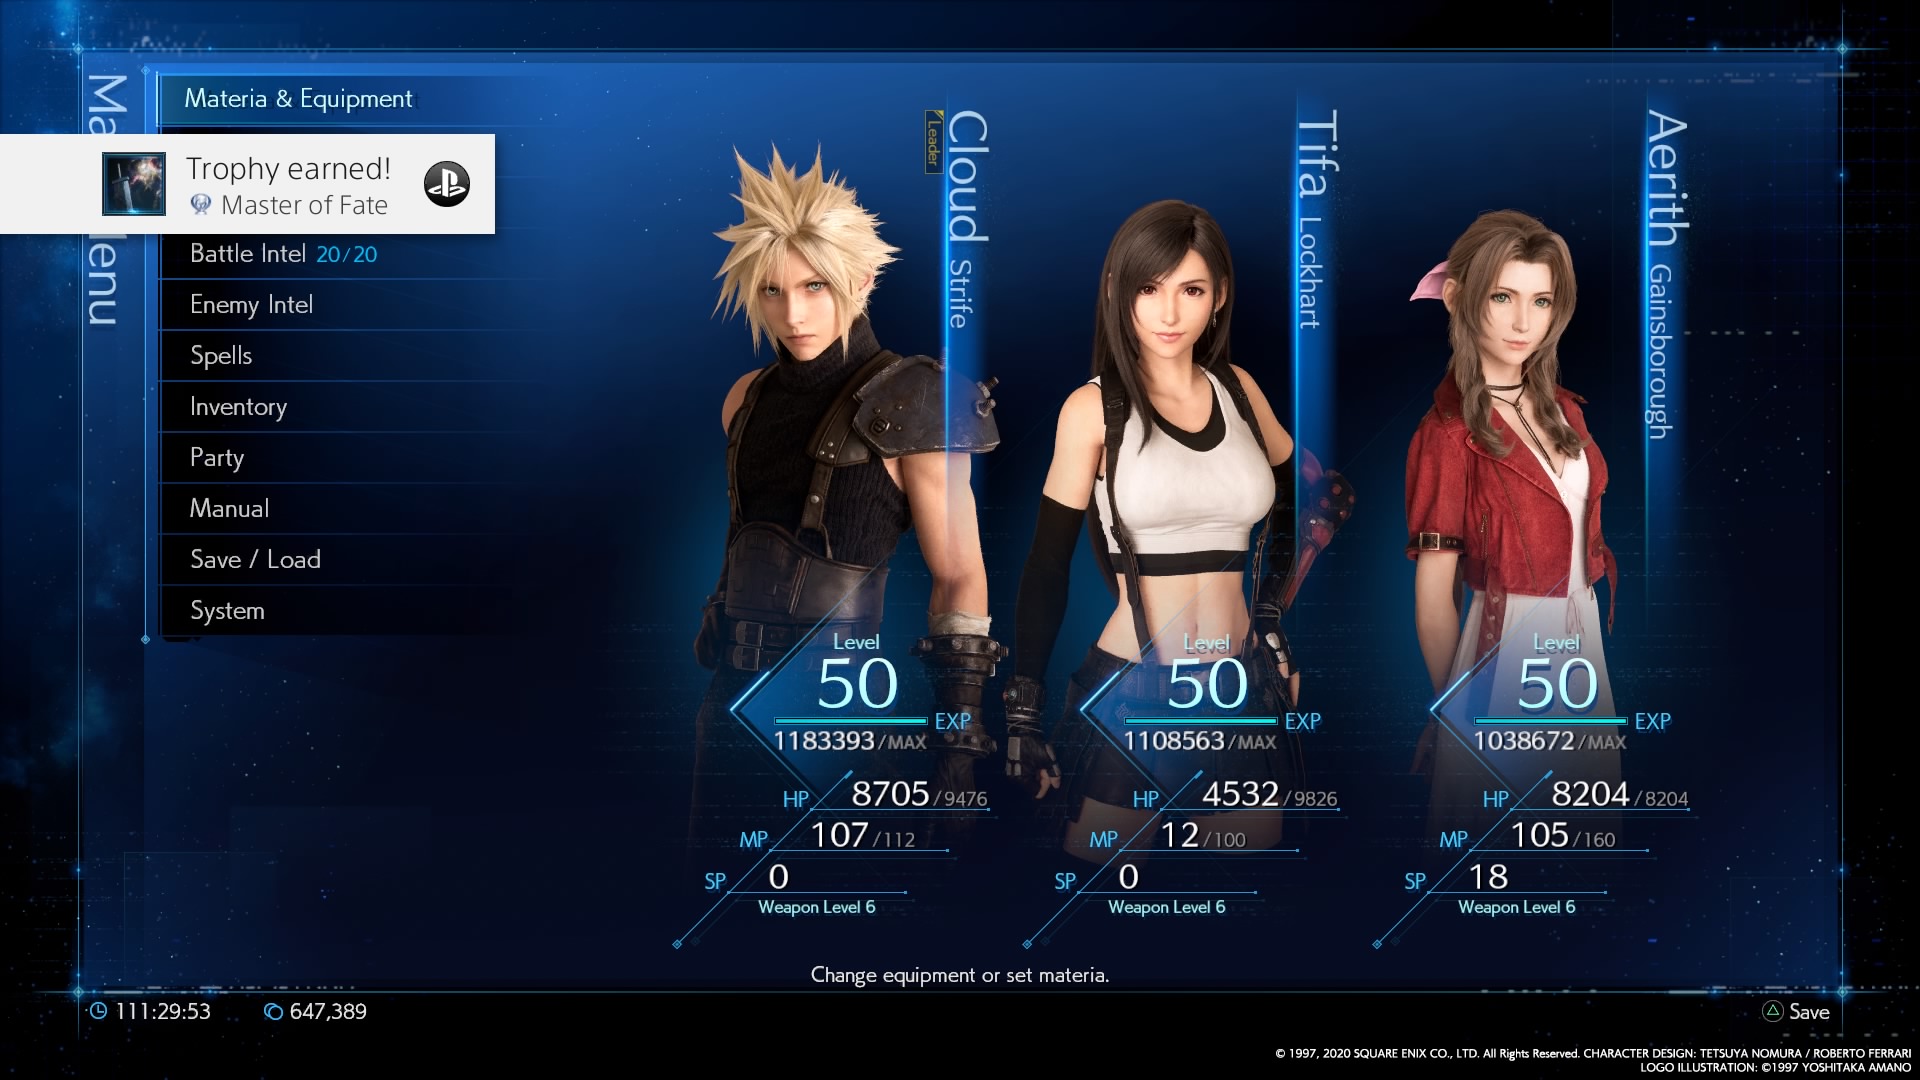 Main Menu
Materia & Equipment
Trophy earned!
Master of Fate
Battle Intel 20/20
Enemy Intel
Spells
Inventory
Party
Manual
Save / Load
System
Leader
Cloud Strife
Level
50
EXP
1183393/MAX
HP 8705/9476
MP 107/112
SP 0
Weapon Level 6
Tifa Lockhart
Level
50
EXP
1108563/MAX
HP 4532/9826
MP 12/100
SP 0
Weapon Level 6
Aerith Gainsborough
Level
50
EXP
1038672/MAX
HP 8204/8204
MP 105/160
SP 18
Weapon Level 6
Change equipment or set materia.
111:29:53
647,389
Save
© 1997, 2020 SQUARE ENIX CO., LTD. All Rights Reserved. CHARACTER DESIGN: TETSUYA NOMURA / ROBERTO FERRARI
LOGO ILLUSTRATION: ©1997 YOSHITAKA AMANO